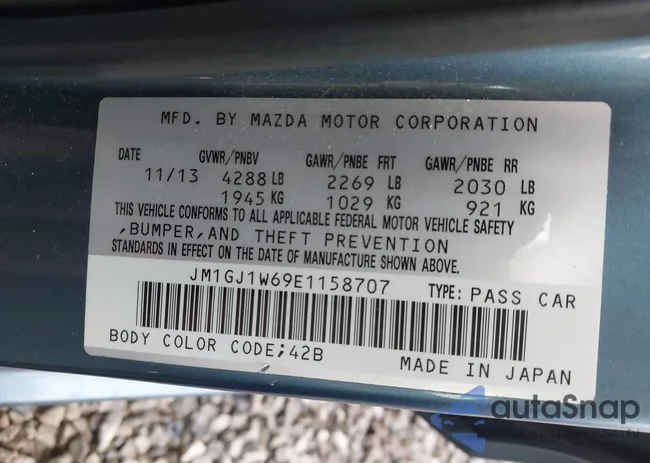 MFD. BY MAZDA MOTOR CORPORATION
DATE GVWR/PNBV GAWR/PNBE FRT GAWR/PNBE RR
11/13 4288 LB 2269 LB 2030 LB
1945 KG 1029 KG 921 KG
THIS VEHICLE CONFORMS TO ALL APPLICABLE FEDERAL MOTOR VEHICLE SAFETY
,BUMPER,AND THEFT PREVENTION
STANDARDS IN EFFECT ON THE DATE OF MANUFACTURE SHOWN ABOVE.
JM1GJ1W69E1158707 TYPE: PASS CAR
BODY COLOR CODE;42B MADE IN JAPAN
autaSnap